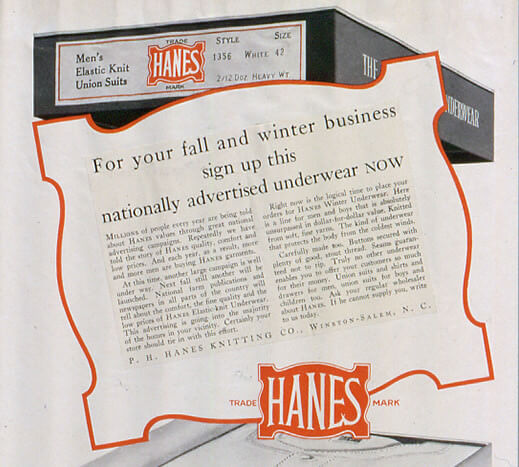 Men's
Elastic Knit
Union Suits
TRADE
HANES
MARK
STYLE SIZE
1356 WHITE 42
2/12 DOZ HEAVY WT
THE
UNDERWEAR
For your fall and winter business
sign up this
nationally advertised underwear NOW
MILLIONS of people every year are being told
about HANES values through great national
advertising campaigns. Repeatedly we have
told the story of HANES quality, comfort and
low prices. And each year, as a result, more
and more men are buying HANES garments.
At this time, another large campaign is well
under way. Next fall still another will be
launched. National farm publications and
newspapers in all parts of the country will
tell about the comfort, the fine quality and the
low prices of HANES Elastic-knit Underwear.
This advertising is going into the majority
of the homes in your vicinity. Certainly your
store should tie in with this effort.
Right now is the logical time to place your
orders for HANES Winter Underwear. Here
is a line for men and boys that is absolutely
unsurpassed in dollar-for-dollar value. Knitted
from soft, fine yarns. The kind of underwear
that protects the body from the coldest winds.
Carefully made too. Buttons secured with
plenty of good, stout thread. Seams guaran-
teed not to rip. Truly no other underwear
enables you to offer your customers so much
for their money. Union suits and shirts and
drawers for men, union suits for boys and
children too. Ask your regular wholesaler
about HANES. If he cannot supply you, write
to us today.
P. H. HANES KNITTING CO., WINSTON-SALEM, N. C.
TRADE HANES MARK